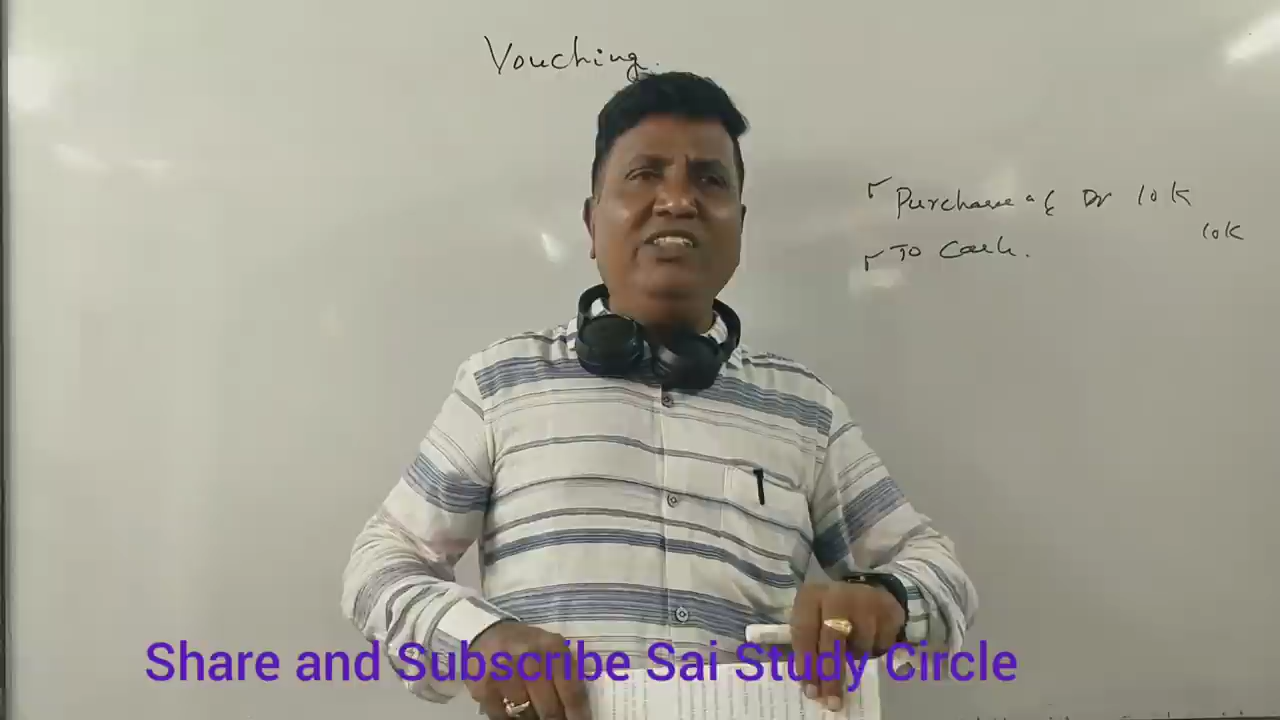 Vouching.
Purchase a/c Dr 10k
10k
To Cash.
Share and Subscribe Sai Study Circle